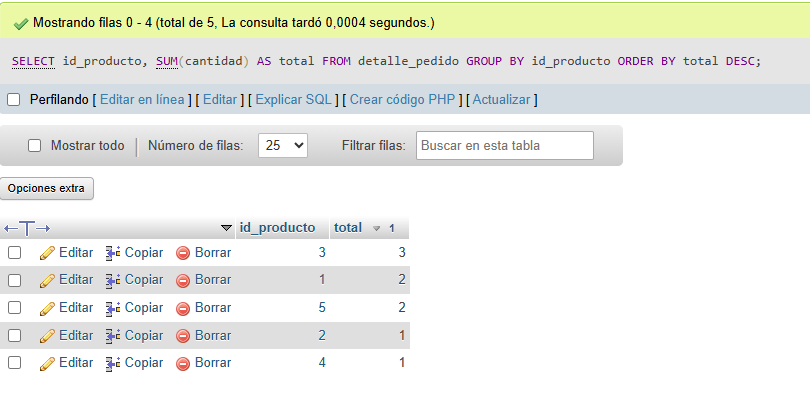 Mostrando filas 0 - 4 (total de 5, La consulta tardó 0,0004 segundos.)
SELECT id_producto, SUM(cantidad) AS total FROM detalle_pedido GROUP BY id_producto ORDER BY total DESC;
Perfilando [ Editar en línea ] [ Editar ] [ Explicar SQL ] [ Crear código PHP ] [ Actualizar ]
Mostrar todo Número de filas: 25 Filtrar filas: Buscar en esta tabla
Opciones extra
id_producto total 1
Editar Copiar Borrar 3 3
Editar Copiar Borrar 1 2
Editar Copiar Borrar 5 2
Editar Copiar Borrar 2 1
Editar Copiar Borrar 4 1